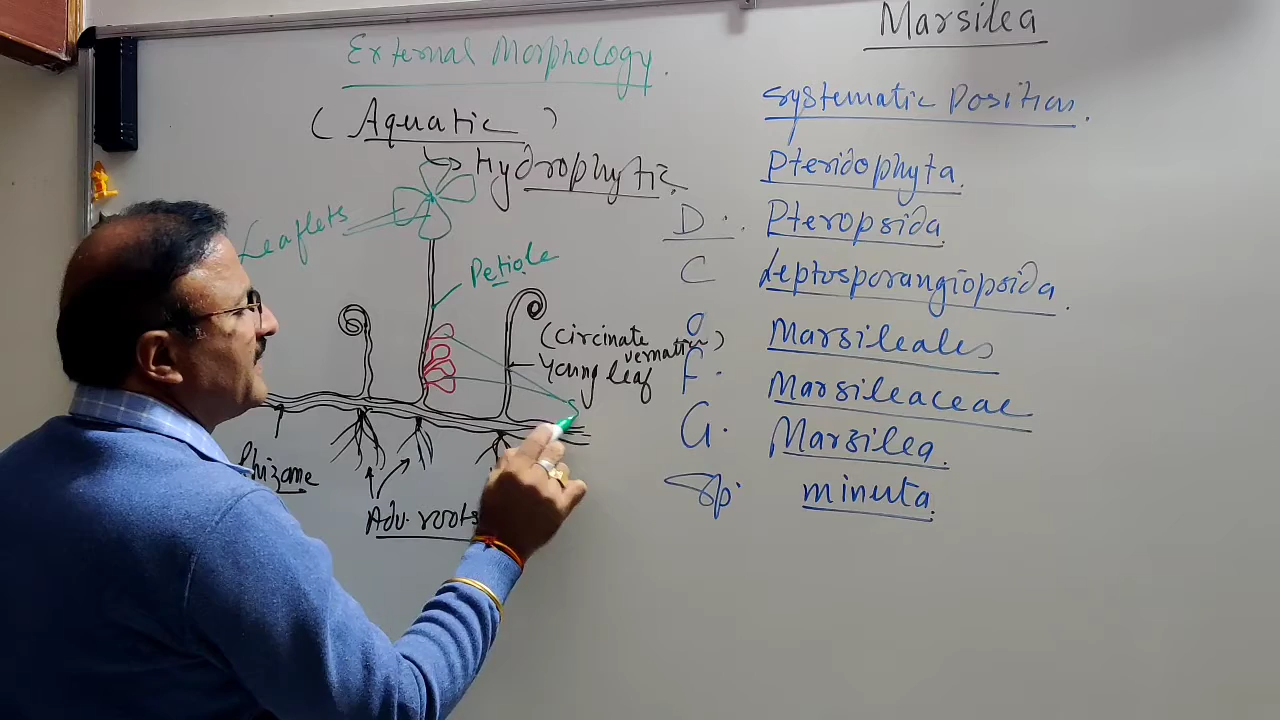 Marsilea
External Morphology.
( Aquatic )
Hydrophytic.
Leaflets
Petiole
(Circinate
vernation)
Young leaf
Rhizome
Adv. roots
Systematic Position.
Pteridophyta.
D. Pteropsida.
C Leptosporangiopsida.
O Marsileales
F. Marsileaceae
G. Marsilea.
Sp. minuta.